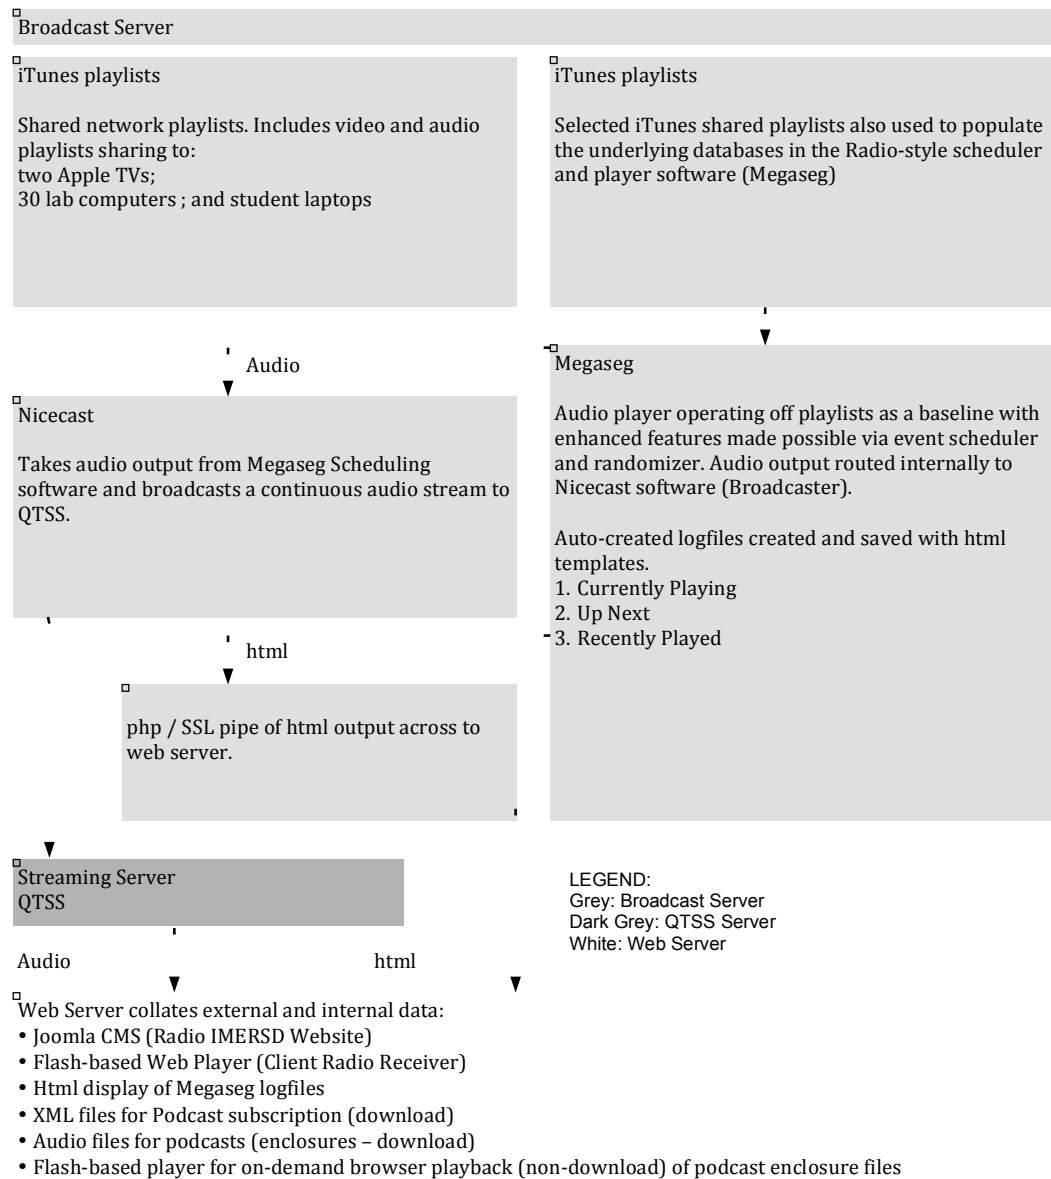 Broadcast Server
iTunes playlists
Shared network playlists. Includes video and audio
playlists sharing to:
two Apple TVs;
30 lab computers ; and student laptops
iTunes playlists
Selected iTunes shared playlists also used to populate
the underlying databases in the Radio-style scheduler
and player software (Megaseg)
Audio
Nicecast
Takes audio output from Megaseg Scheduling
software and broadcasts a continuous audio stream to
QTSS.
Megaseg
Audio player operating off playlists as a baseline with
enhanced features made possible via event scheduler
and randomizer. Audio output routed internally to
Nicecast software (Broadcaster).
Auto-created logfiles created and saved with html
templates.
1. Currently Playing
2. Up Next
3. Recently Played
html
php / SSL pipe of html output across to
web server.
Streaming Server
QTSS
LEGEND:
Grey: Broadcast Server
Dark Grey: QTSS Server
White: Web Server
Audio
html
Web Server collates external and internal data:
• Joomla CMS (Radio IMERSD Website)
• Flash-based Web Player (Client Radio Receiver)
• Html display of Megaseg logfiles
• XML files for Podcast subscription (download)
• Audio files for podcasts (enclosures – download)
• Flash-based player for on-demand browser playback (non-download) of podcast enclosure files